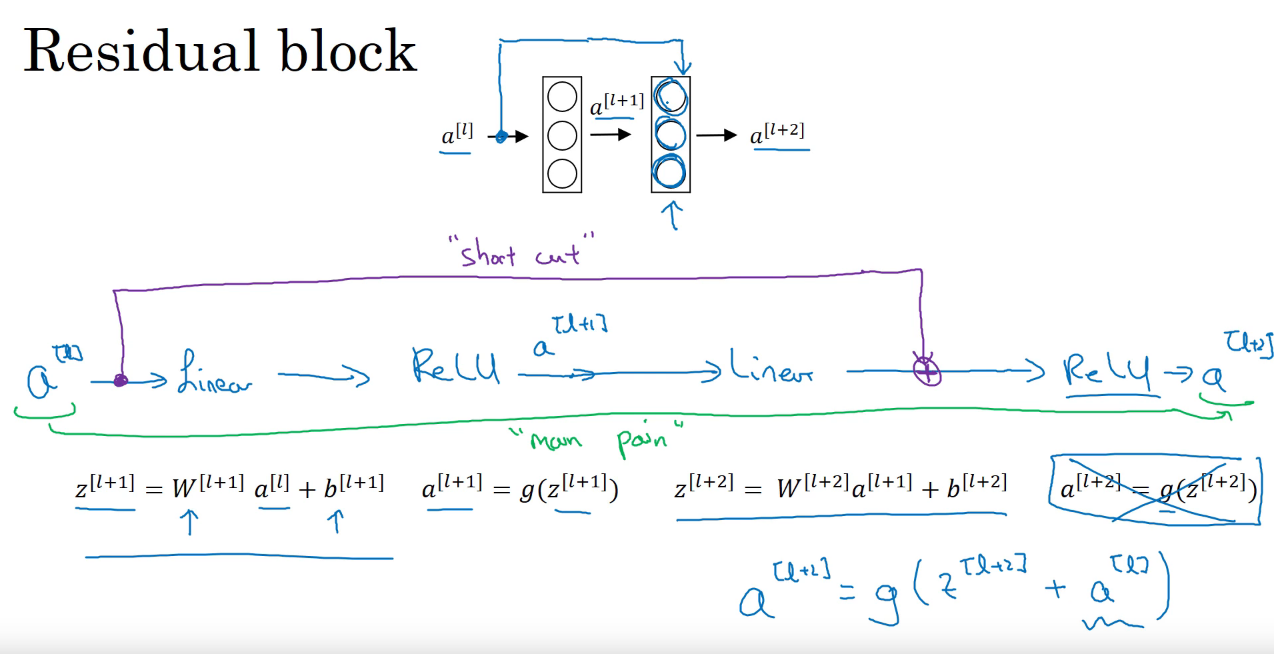 Residual block
a^[l] a^[l+1] a^[l+2]
"short cut"
a^[l] Linear ReLU a^[l+1] Linear ReLU a^[l+2]
"main pain"
z^[l+1] = W^[l+1] a^[l] + b^[l+1] a^[l+1] = g(z^[l+1]) z^[l+2] = W^[l+2]a^[l+1] + b^[l+2] a^[l+2] = g(z^[l+2])
a^[l+2] = g(z^[l+2] + a^[l])